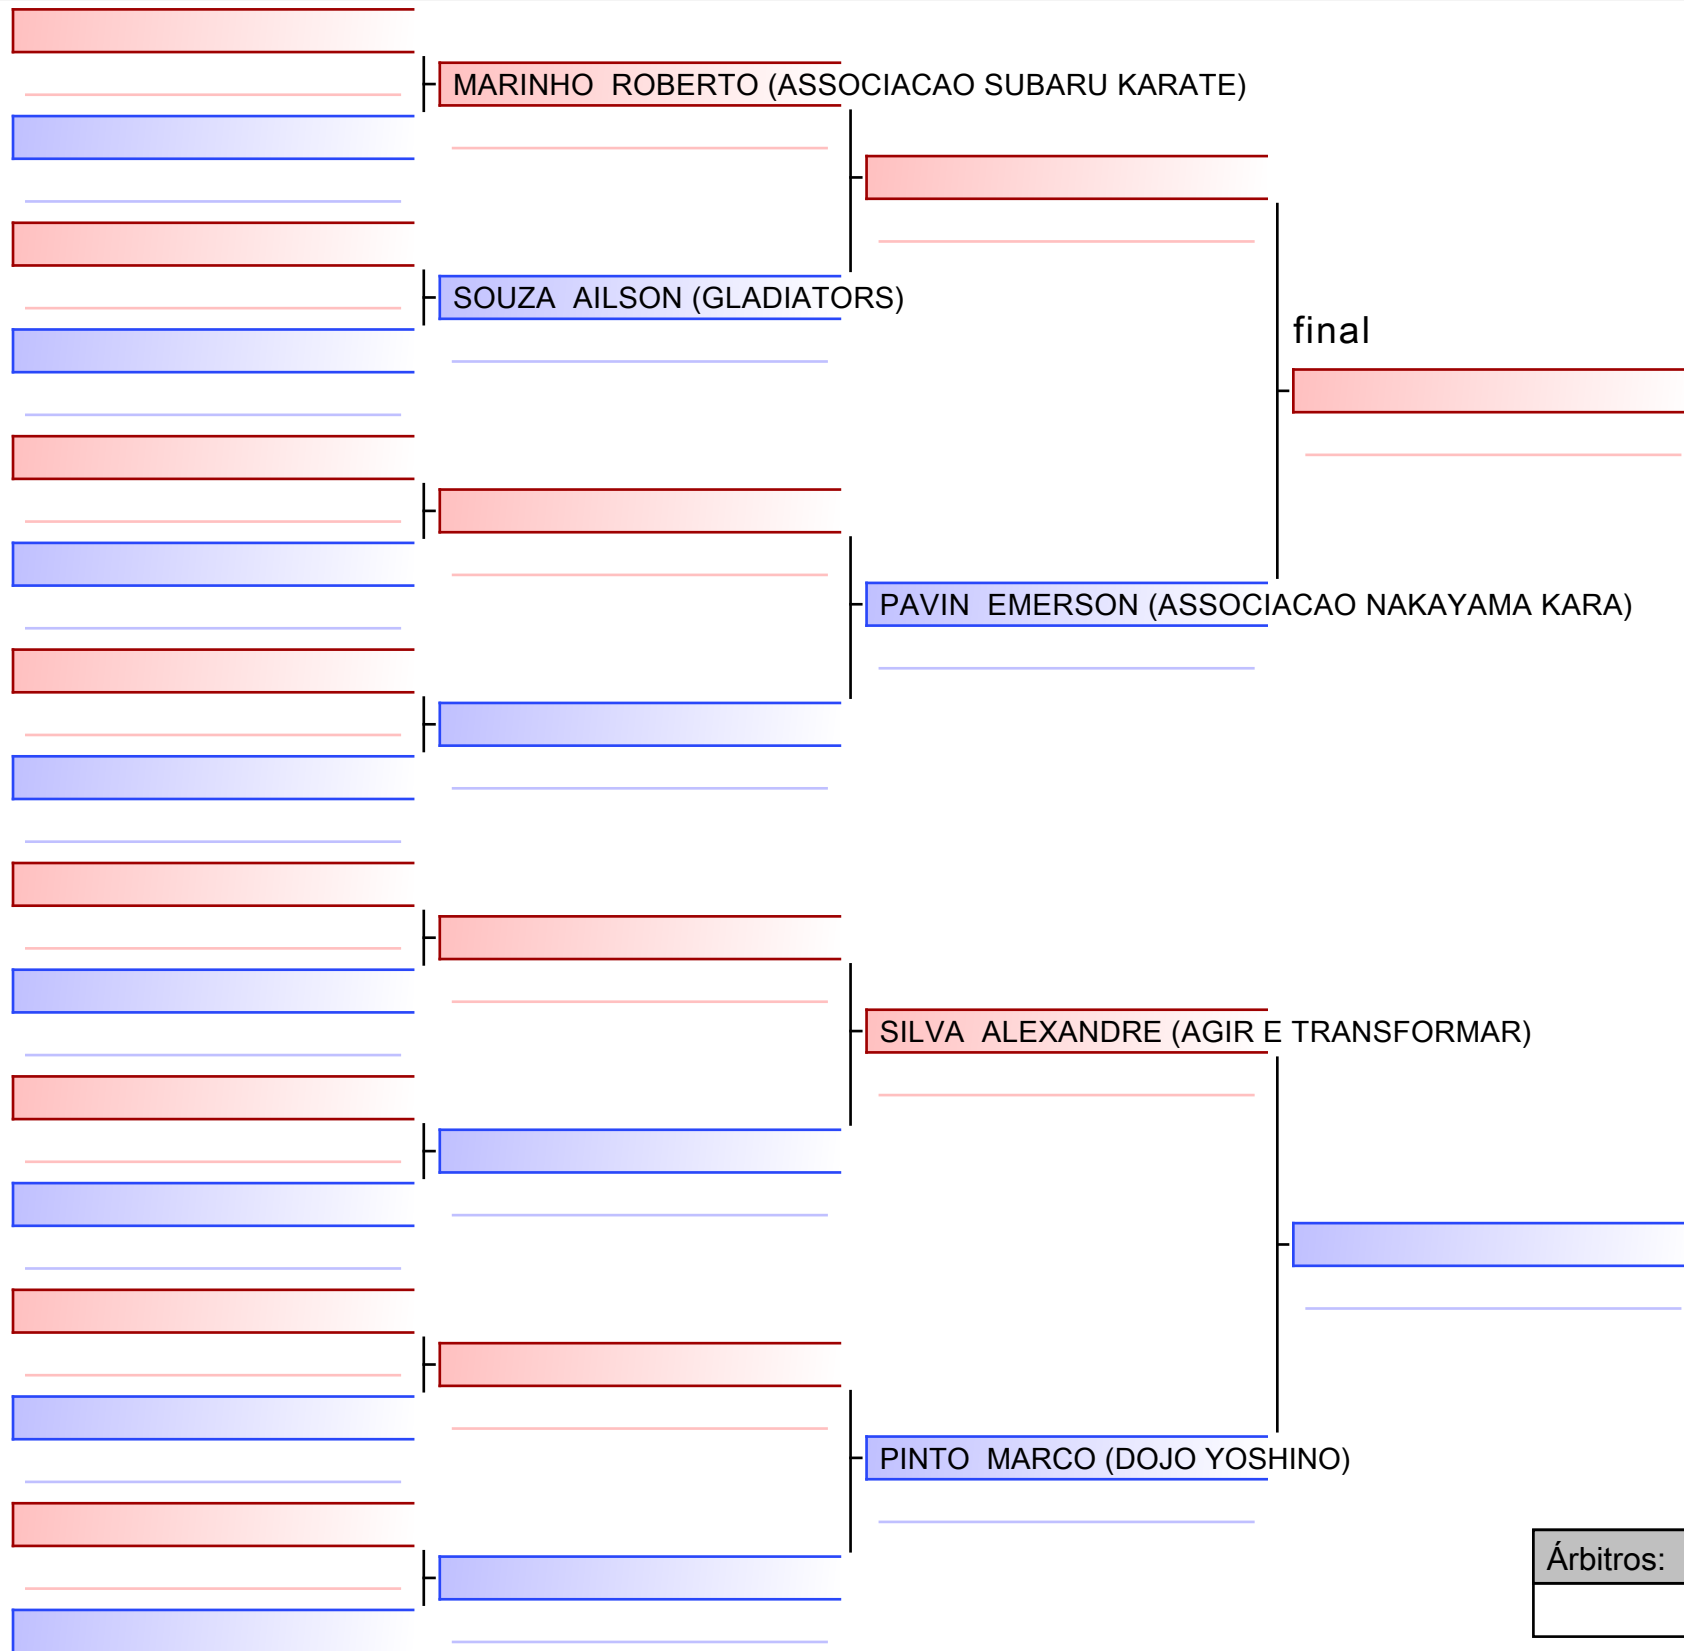 MARINHO  ROBERTO (ASSOCIACAO SUBARU KARATE)
SOUZA  AILSON (GLADIATORS)
final
PAVIN  EMERSON (ASSOCIACAO NAKAYAMA KARA)
SILVA  ALEXANDRE (AGIR E TRANSFORMAR)
PINTO  MARCO (DOJO YOSHINO)
Árbitros: